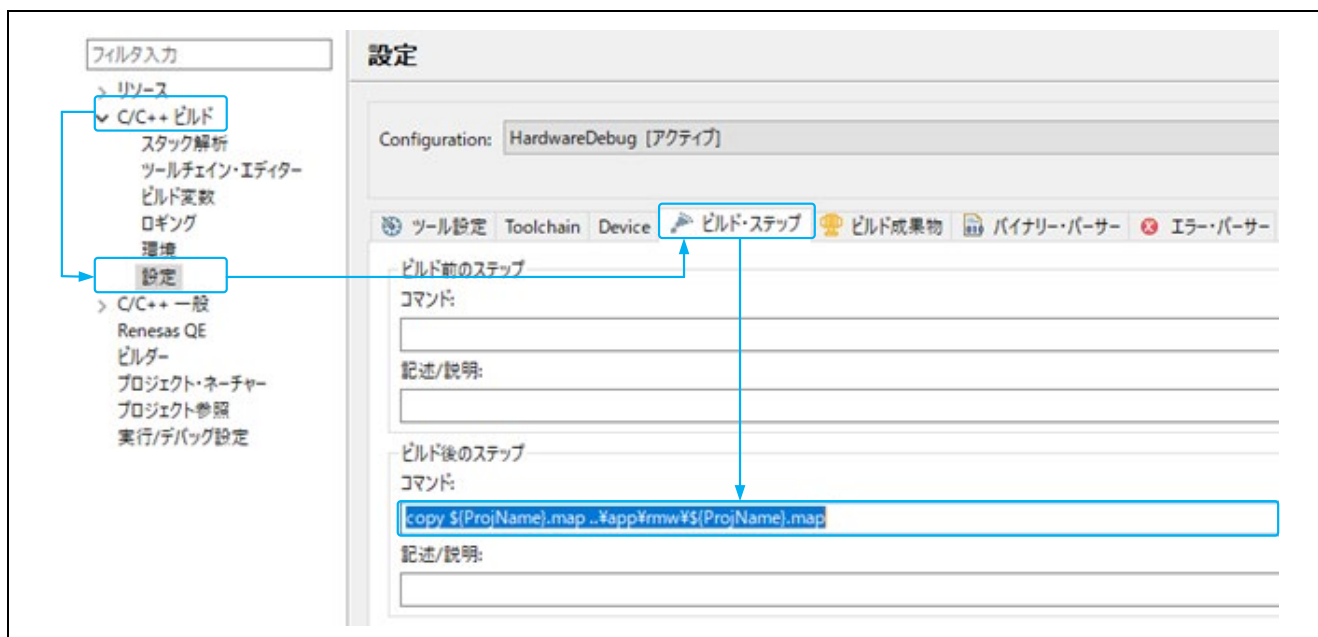 フィルタ入力
リソース
C/C++ ビルド
スタック解析
ツールチェイン・エディター
ビルド変数
ロギング
環境
設定
C/C++ 一般
Renesas QE
ビルダー
プロジェクト・ネーチャー
プロジェクト参照
実行/デバッグ設定
設定
Configuration: HardwareDebug [アクティブ]
ツール設定 Toolchain Device ビルド・ステップ ビルド成果物 バイナリー・パーサー エラー・パーサー
ビルド前のステップ
コマンド:
記述/説明:
ビルド後のステップ
コマンド:
copy ${ProjName}.map ..¥app¥rmw¥${ProjName}.map
記述/説明: